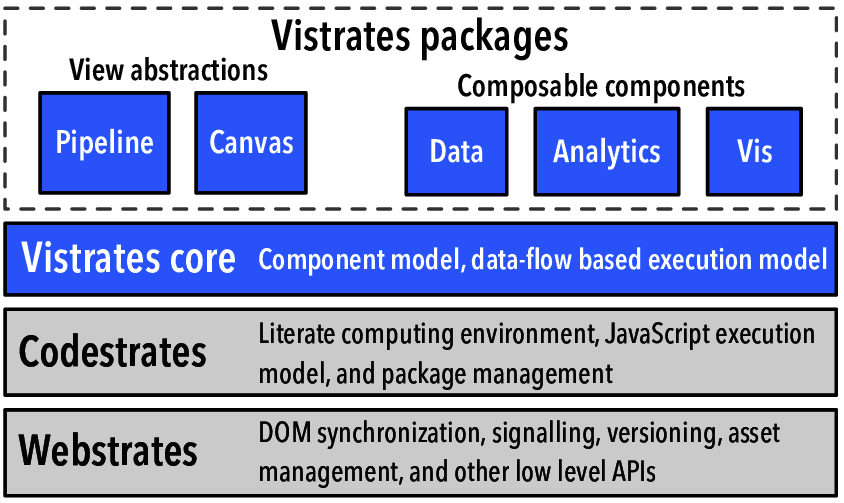 Vistrates packages
View abstractions
Composable components
Pipeline
Canvas
Data
Analytics
Vis
Vistrates core
Component model, data-flow based execution model
Codestrates
Literate computing environment, JavaScript execution
model, and package management
Webstrates
DOM synchronization, signalling, versioning, asset
management, and other low level APIs